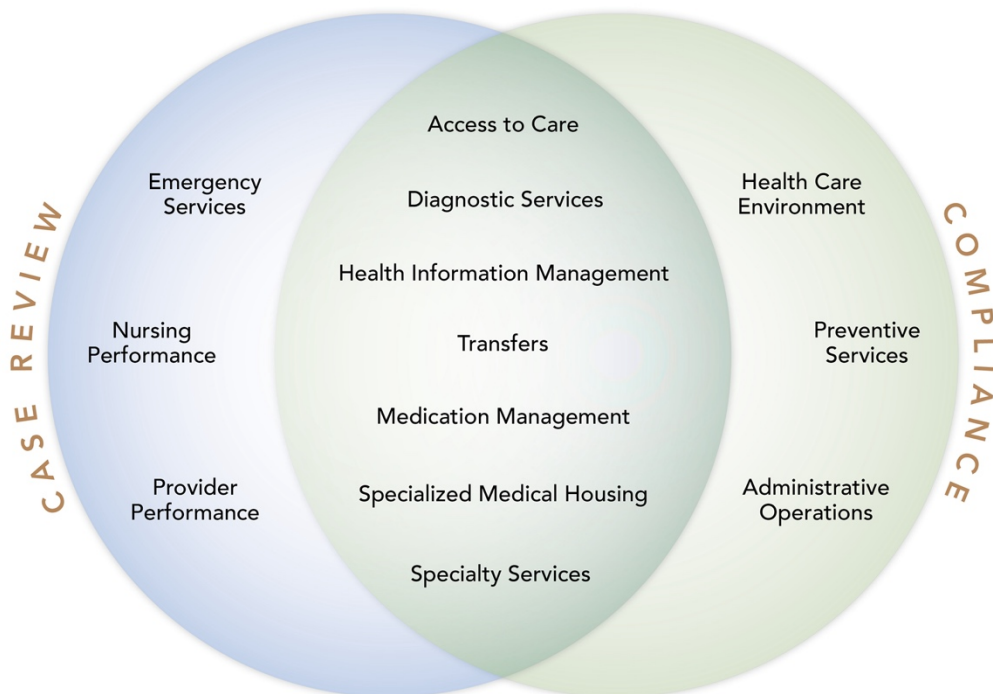 CASE REVIEW
Emergency
Services
Nursing
Performance
Provider
Performance
Access to Care
Diagnostic Services
Health Information Management
Transfers
Medication Management
Specialized Medical Housing
Specialty Services
Health Care
Environment
Preventive
Services
Administrative
Operations
COMPLIANCE